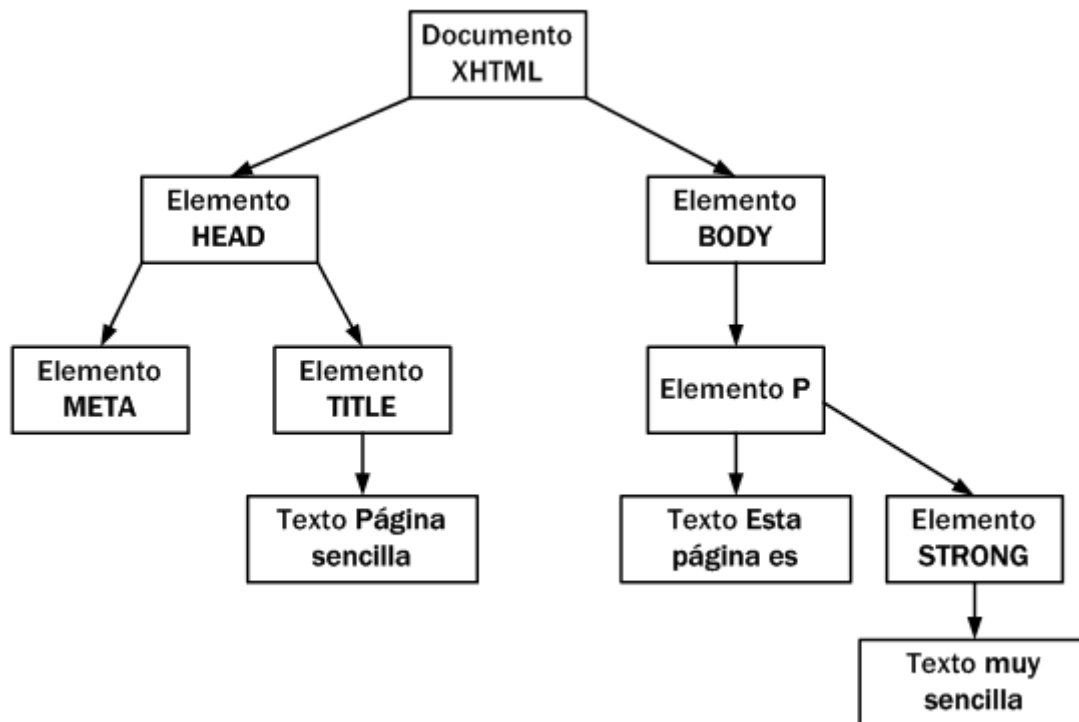 Documento
XHTML
Elemento
HEAD
Elemento
BODY
Elemento
META
Elemento
TITLE
Elemento P
Texto Página
sencilla
Texto Esta
página es
Elemento
STRONG
Texto muy
sencilla